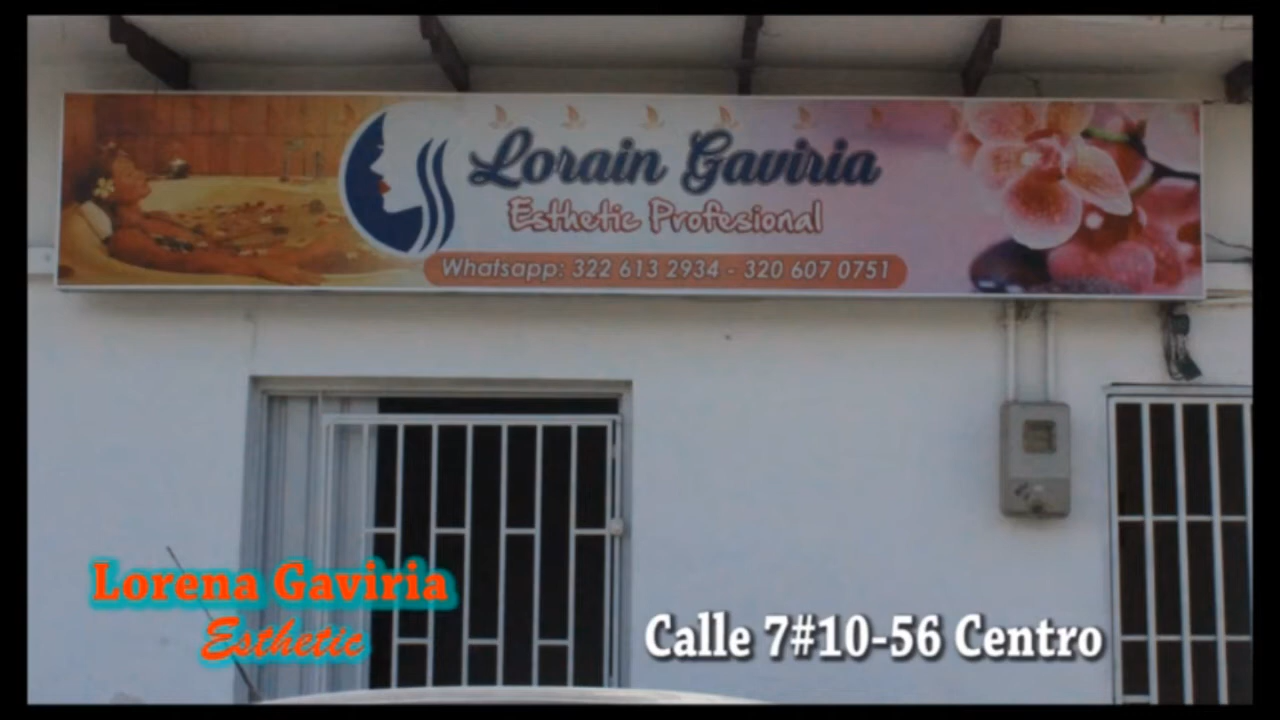 Lorain Gaviria
Esthetic Profesional
Whatsapp: 322 613 2934 - 320 607 0751
Lorena Gaviria
Esthetic
Calle 7#10-56 Centro